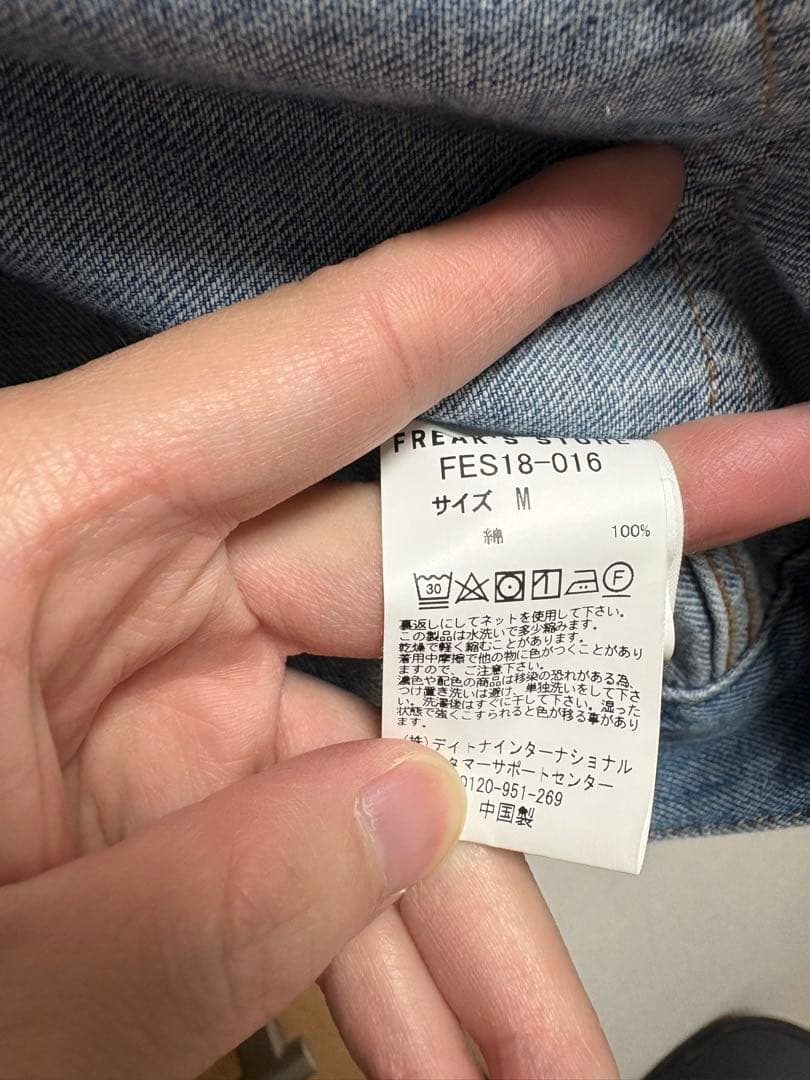 FREAK'S STORE
FES18-016
サイズ M
綿 100%
30 F
裏返しにしてネットを使用して下さい。
この製品は水洗いで多少縮みます。
乾燥で軽く縮むことがあります。
着用中摩擦で他の物に色がつくことがあり
ますので、ご注意下さい。
濃色や配色の商品は移染の恐れがある為、
つけ置き洗いは避け、単独洗いをして下さ
い。洗濯後はすぐに干して下さい。湿った
状態で強くこすられると色が移る事があり
ます。
(株)デイトナインターナショナル
タマーサポートセンター
0120-951-269
中国製